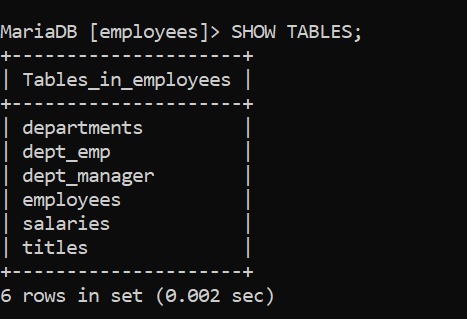 MariaDB [employees]> SHOW TABLES;
+---------------------+
| Tables_in_employees |
+---------------------+
| departments         |
| dept_emp            |
| dept_manager        |
| employees           |
| salaries            |
| titles              |
+---------------------+
6 rows in set (0.002 sec)